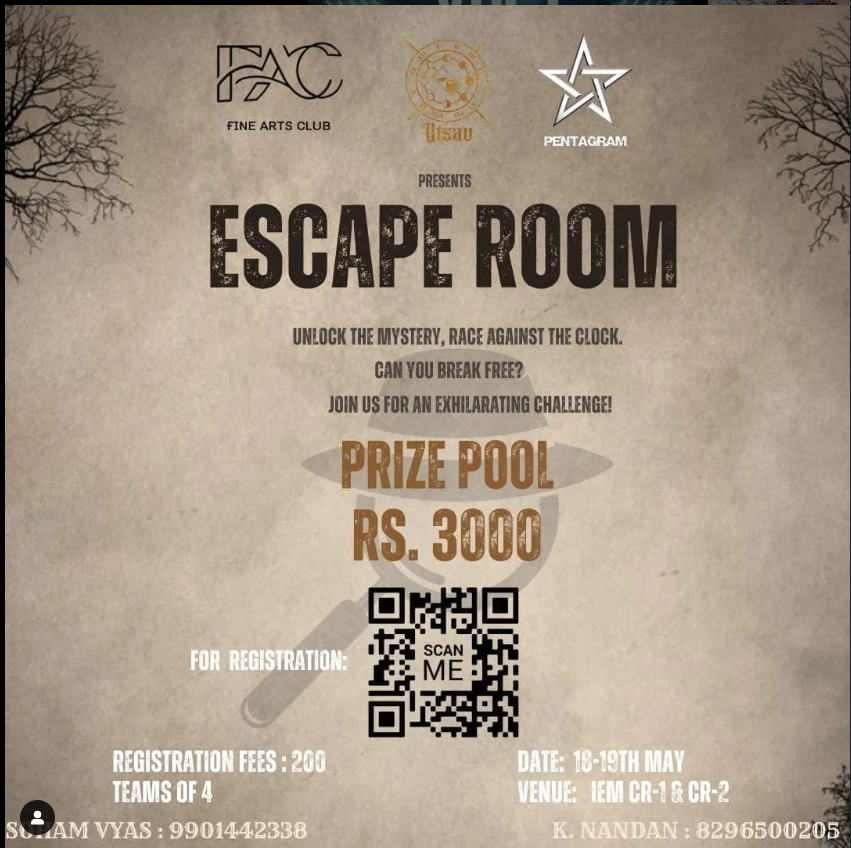 FAC
FINE ARTS CLUB
Utsav
PENTAGRAM
PRESENTS
ESCAPE ROOM
UNLOCK THE MYSTERY, RACE AGAINST THE CLOCK.
CAN YOU BREAK FREE?
JOIN US FOR AN EXHILARATING CHALLENGE!
PRIZE POOL
RS. 3000
FOR REGISTRATION:
SCAN
ME
REGISTRATION FEES : 200
TEAMS OF 4
DATE: 18-19TH MAY
VENUE: IEM CR-1 & CR-2
SOHAM VYAS : 9901442338
K. NANDAN : 8296500205